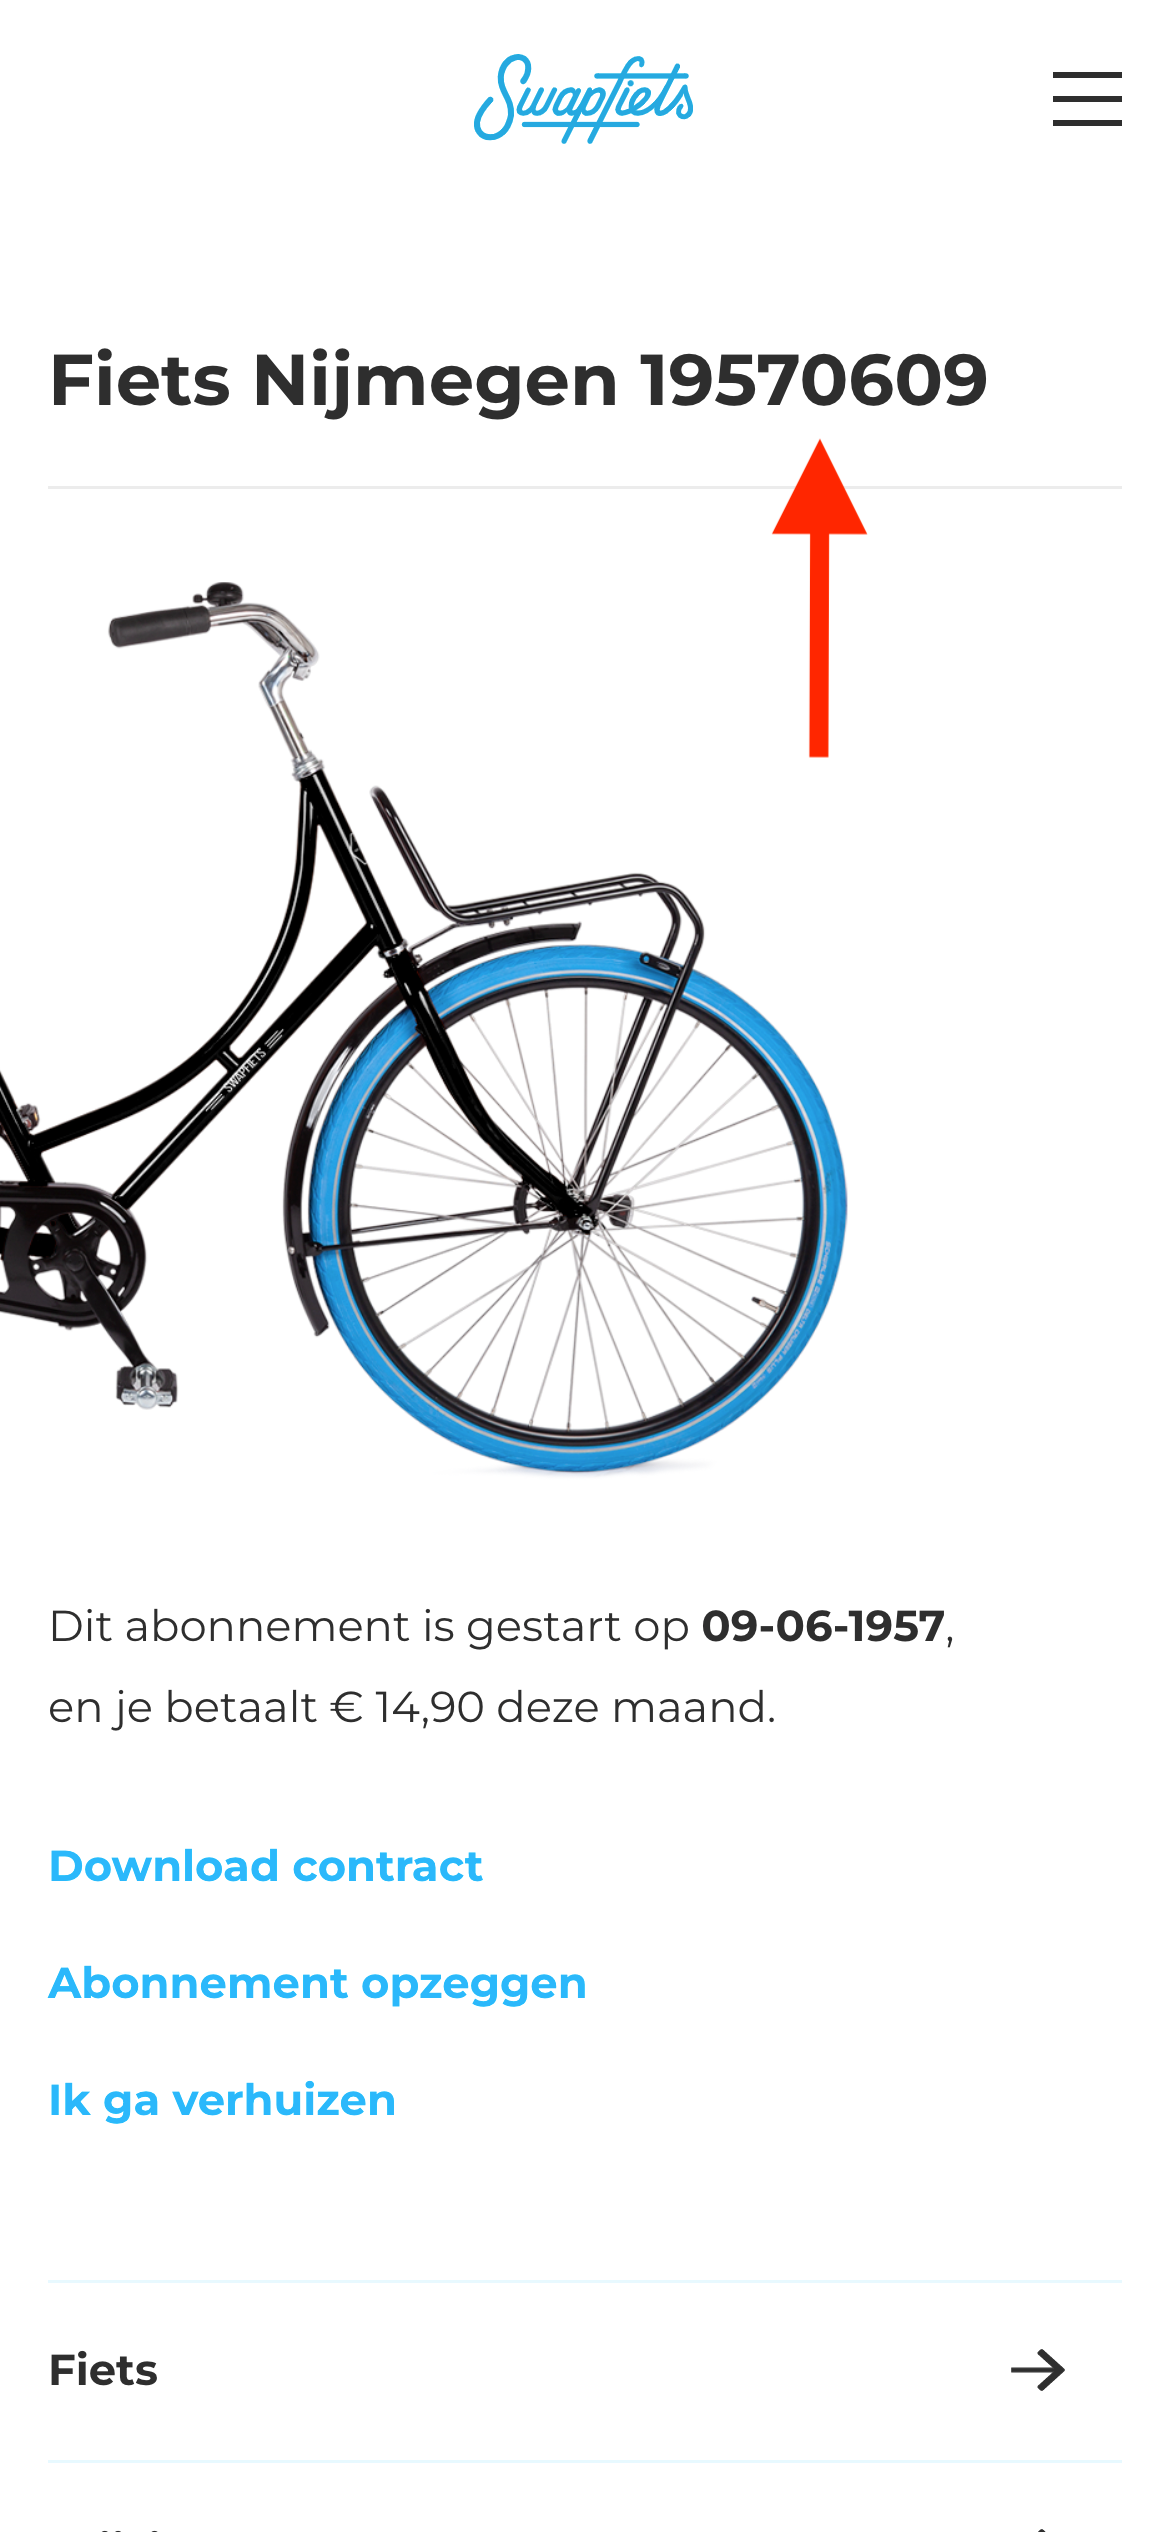 Swapfiets
Fiets Nijmegen 19570609
SWAPFIETS
Dit abonnement is gestart op 09-06-1957,
en je betaalt € 14,90 deze maand.
Download contract
Abonnement opzeggen
Ik ga verhuizen
Fiets